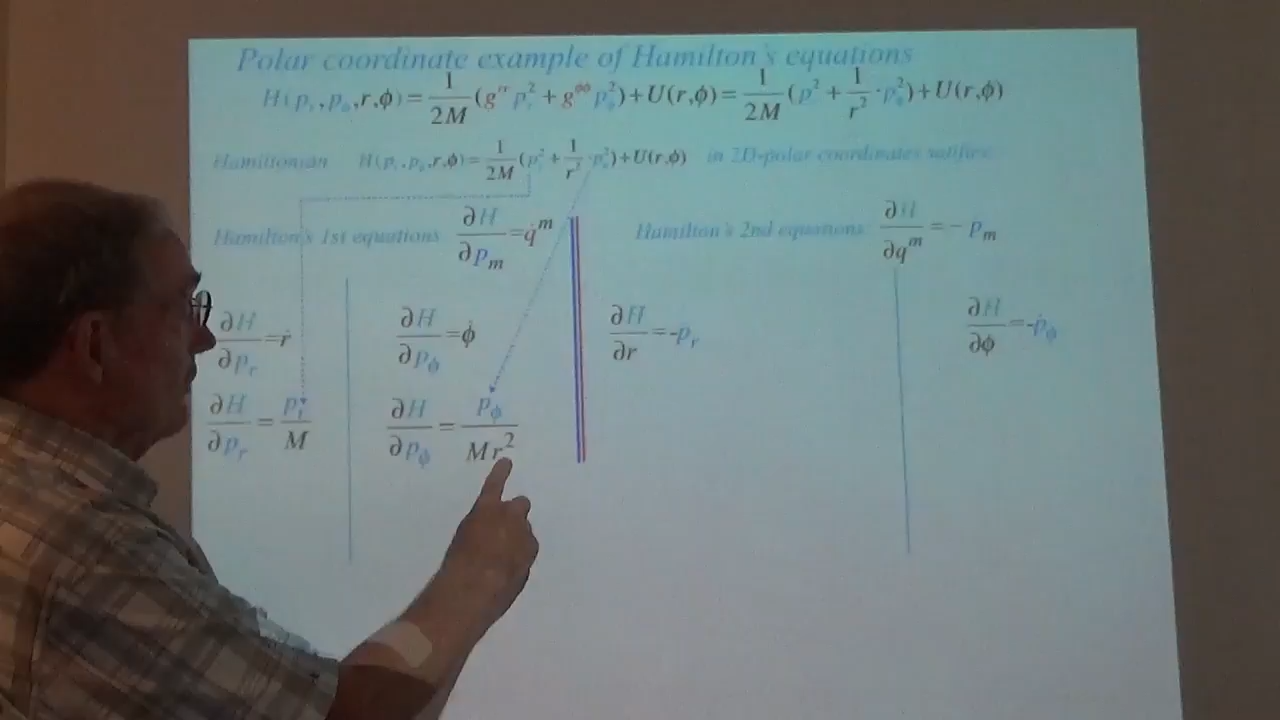 Polar coordinate example of Hamilton's equations
H(p_r, p_ϕ, r, ϕ) = 1/2M (g^rr p_r^2 + g^ϕϕ p_ϕ^2) + U(r,ϕ) = 1/2M (p_r^2 + 1/r^2 · p_ϕ^2) + U(r,ϕ)
Hamiltonian H(p_r, p_ϕ, r, ϕ) = 1/2M (p_r^2 + 1/r^2 · p_ϕ^2) + U(r,ϕ) in 2D-polar coordinates satisfies:
Hamilton's 1st equations ∂H/∂p_m = q̇^m
Hamilton's 2nd equations ∂H/∂q^m = - ṗ_m
∂H/∂p_r = ṙ
∂H/∂p_ϕ = ϕ̇
∂H/∂r = -ṗ_r
∂H/∂ϕ = -ṗ_ϕ
∂H/∂p_r = p_r/M
∂H/∂p_ϕ = p_ϕ/Mr^2